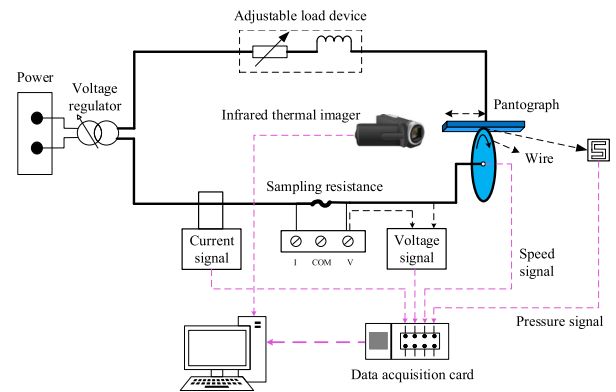 Adjustable load device
Power
Voltage
regulator
Infrared thermal imager
Pantograph
Wire
Sampling resistance
Current
signal
I COM V
Voltage
signal
Speed
signal
Pressure signal
Data acquisition card